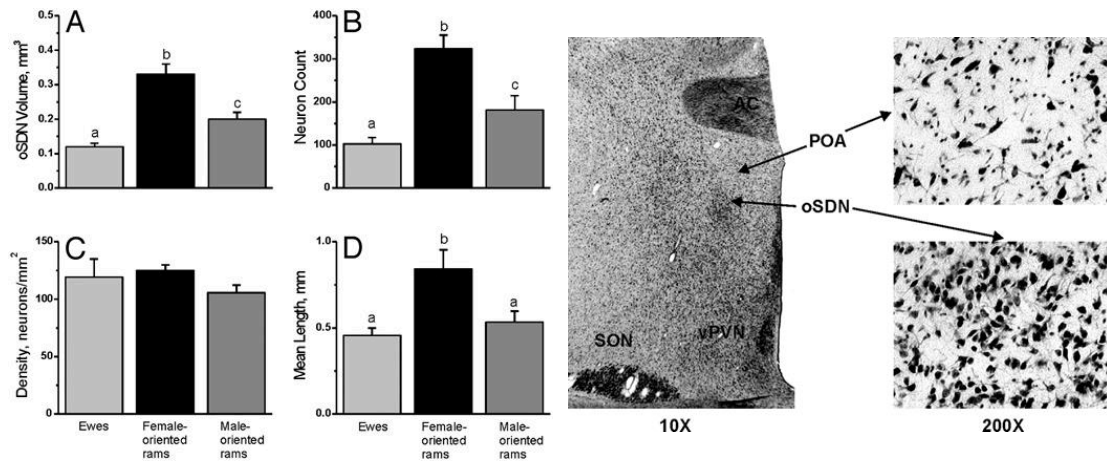 A
oSDN Volume, mm³
0.5
0.4
0.3
0.2
0.1
0.0
a
b
c
B
Neuron Count
400
300
200
100
0
a
b
c
C
Density, neurons/mm²
150
125
100
75
50
25
0
Ewes
Female-
oriented
rams
Male-
oriented
rams
D
Mean Length, mm
1.0
0.5
0.0
a
b
a
Ewes
Female-
oriented
rams
Male-
oriented
rams
AC
POA
oSDN
SON
vPVN
10X
200X